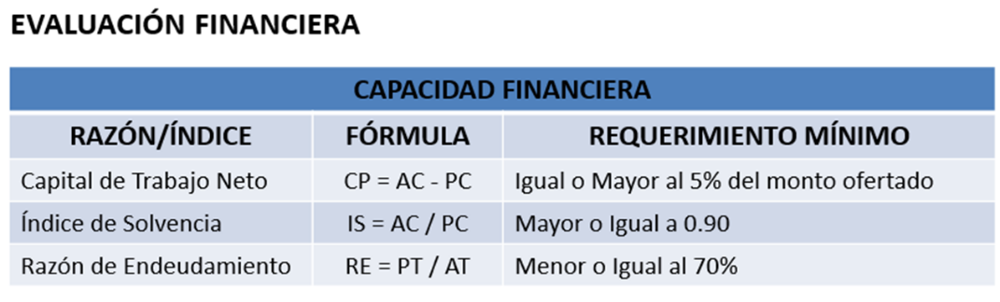 EVALUACIÓN FINANCIERA
CAPACIDAD FINANCIERA
RAZÓN/ÍNDICE FÓRMULA REQUERIMIENTO MÍNIMO
Capital de Trabajo Neto CP = AC - PC Igual o Mayor al 5% del monto ofertado
Índice de Solvencia IS = AC / PC Mayor o Igual a 0.90
Razón de Endeudamiento RE = PT / AT Menor o Igual al 70%